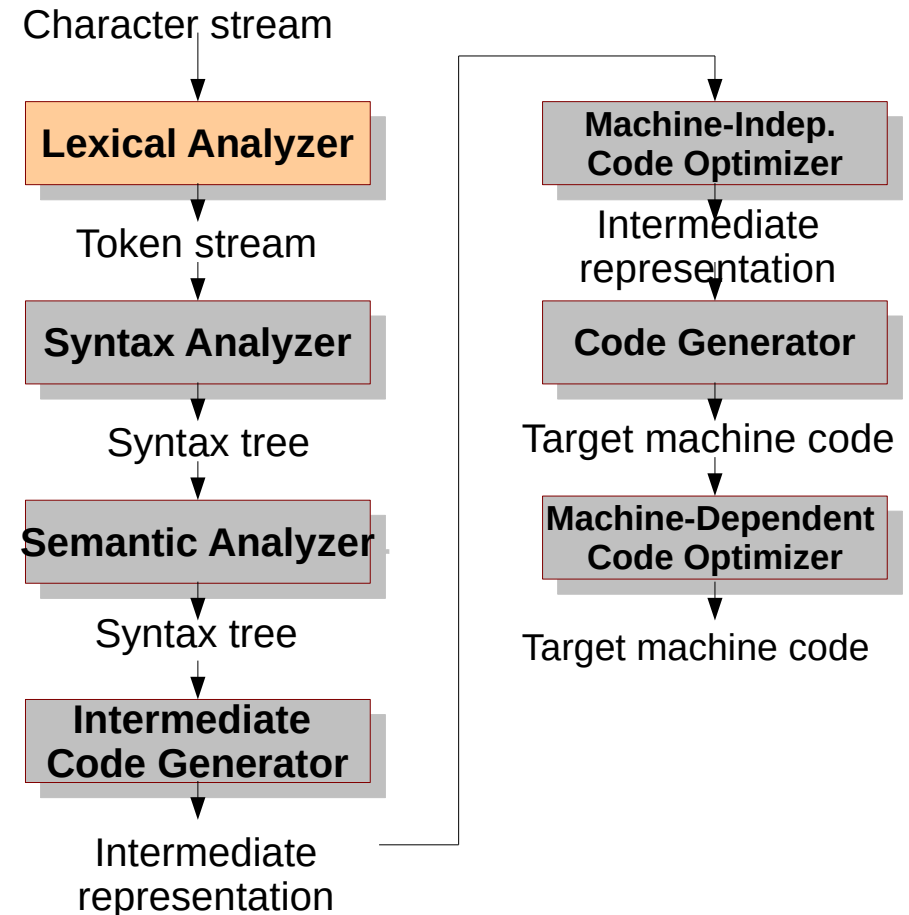 Character stream
Lexical Analyzer
Token stream
Syntax Analyzer
Syntax tree
Semantic Analyzer
Syntax tree
Intermediate
Code Generator
Intermediate
representation
Machine-Indep.
Code Optimizer
Intermediate
representation
Code Generator
Target machine code
Machine-Dependent
Code Optimizer
Target machine code